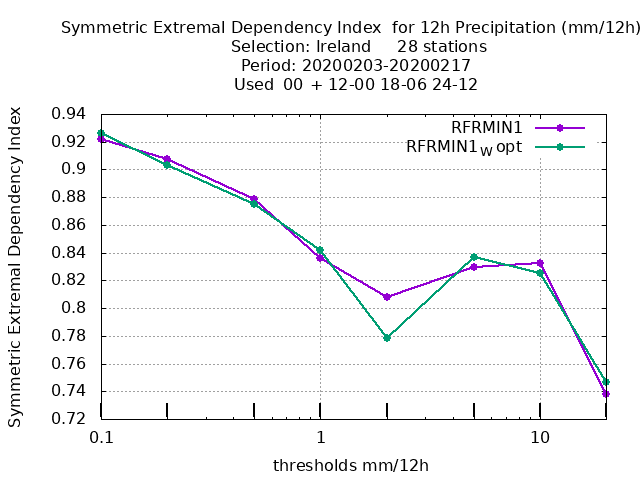 Symmetric Extremal Dependency Index  for 12h Precipitation (mm/12h)
Selection: Ireland     28 stations
Period: 20200203-20200217
Used  00  + 12-00 18-06 24-12
Symmetric Extremal Dependency Index
0.94
0.92
0.9
0.88
0.86
0.84
0.82
0.8
0.78
0.76
0.74
0.72
RFRMIN1
RFRMIN1W opt
0.1
1
10
thresholds mm/12h